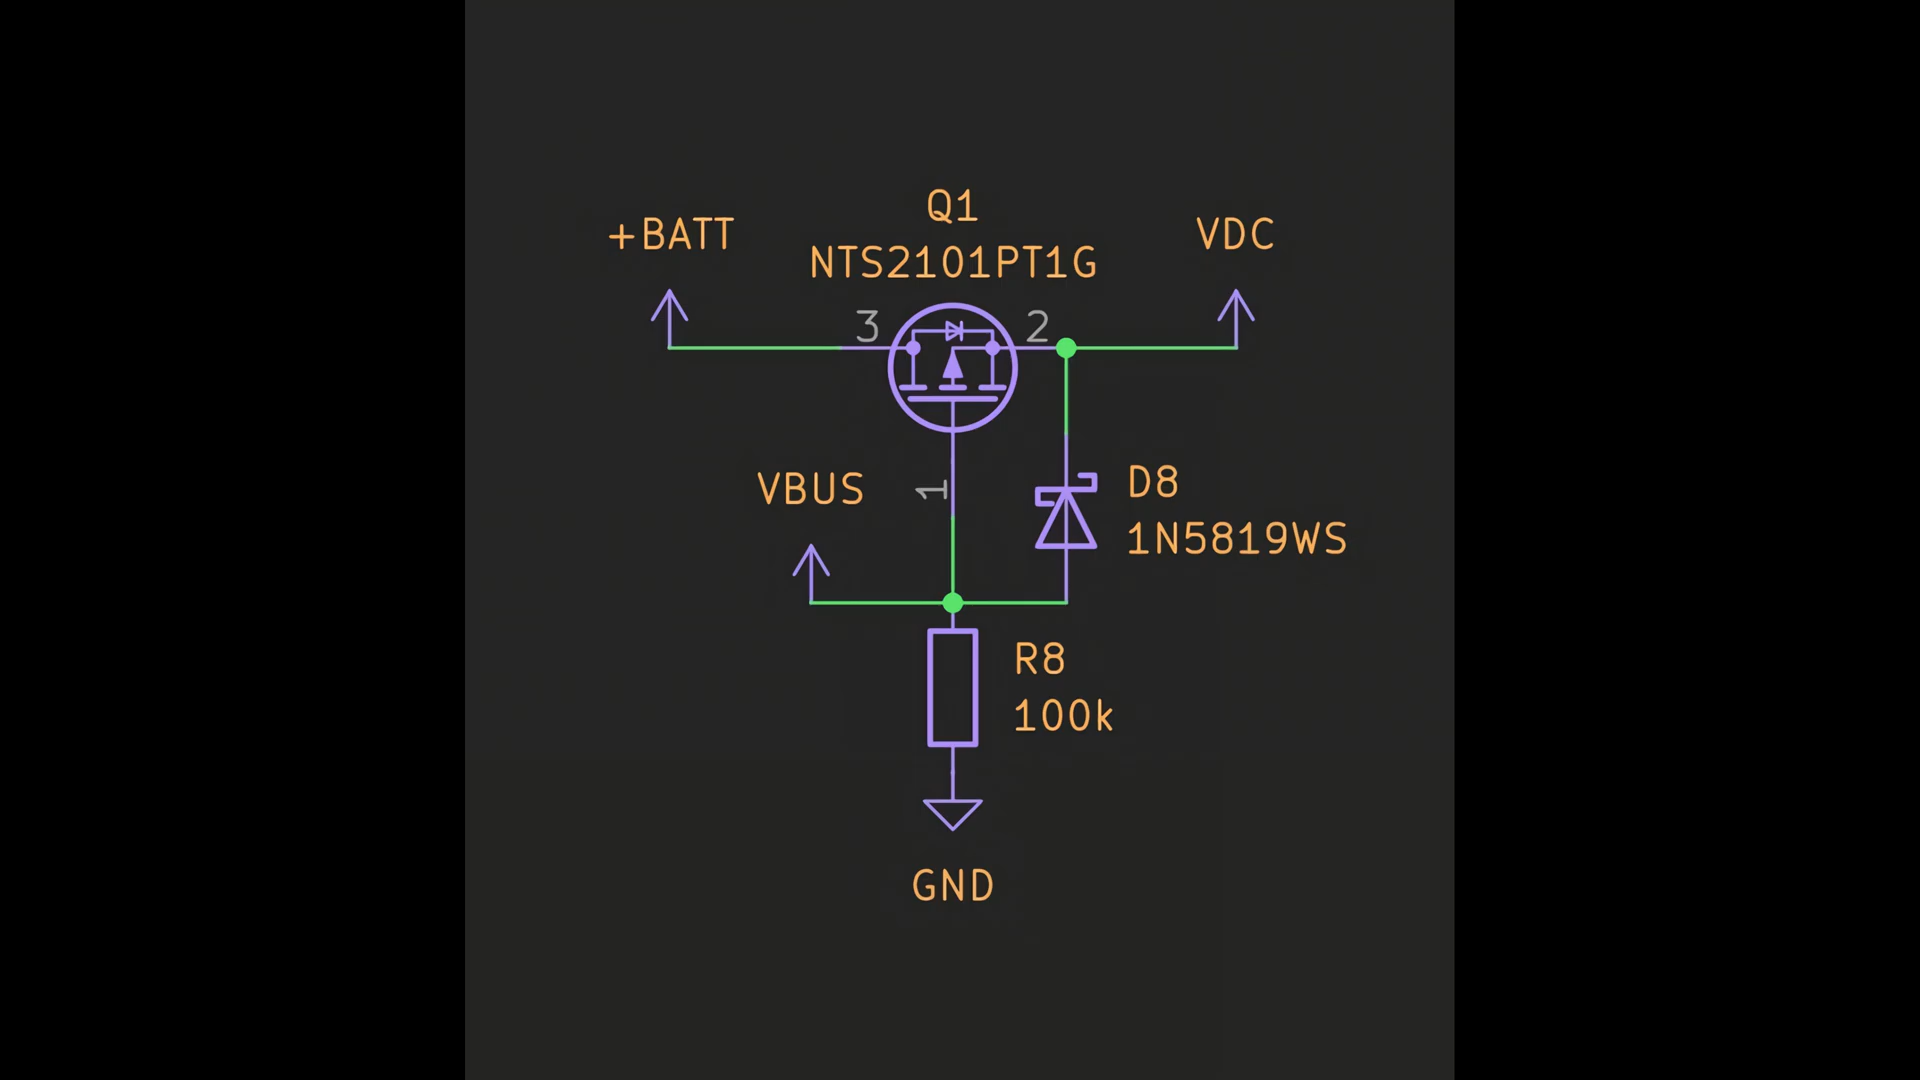 Q1
+BATT
NTS2101PT1G
VDC
3
2
VBUS
1
D8
1N5819WS
R8
100k
GND